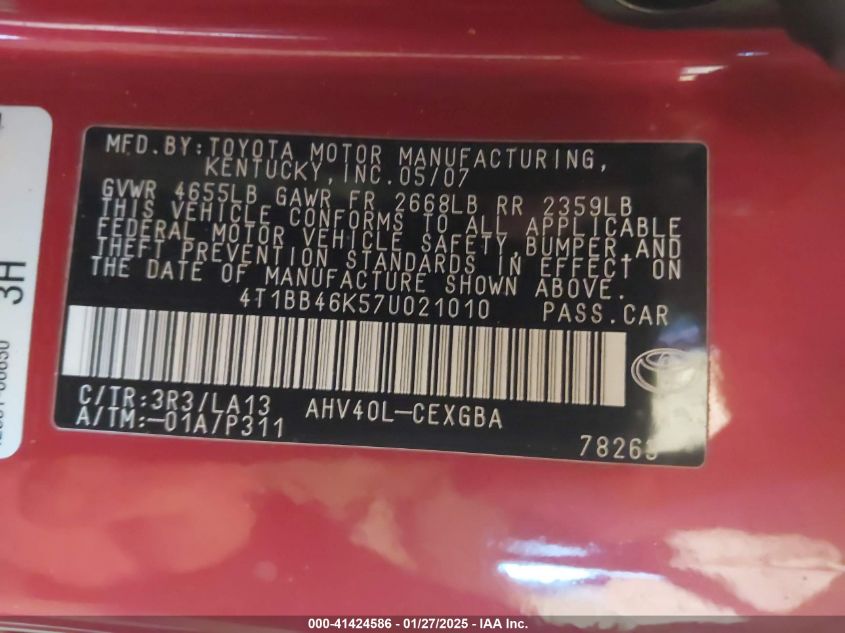 MFD.BY:TOYOTA MOTOR MANUFACTURING,
KENTUCKY,INC.05/07
GVWR 4655LB GAWR FR 2668LB RR 2359LB
THIS VEHICLE CONFORMS TO ALL APPLICABLE
FEDERAL MOTOR VEHICLE SAFETY,BUMPER,AND
THEFT PREVENTION STANDARDS IN EFFECT ON
THE DATE OF MANUFACTURE SHOWN ABOVE.
4T1BB46K57U021010 PASS.CAR
C/TR:3R3/LA13 AHV40L-CEXGBA
A/TM:-01A/P311
7826
3H
000-41424586 - 01/27/2025 - IAA Inc.